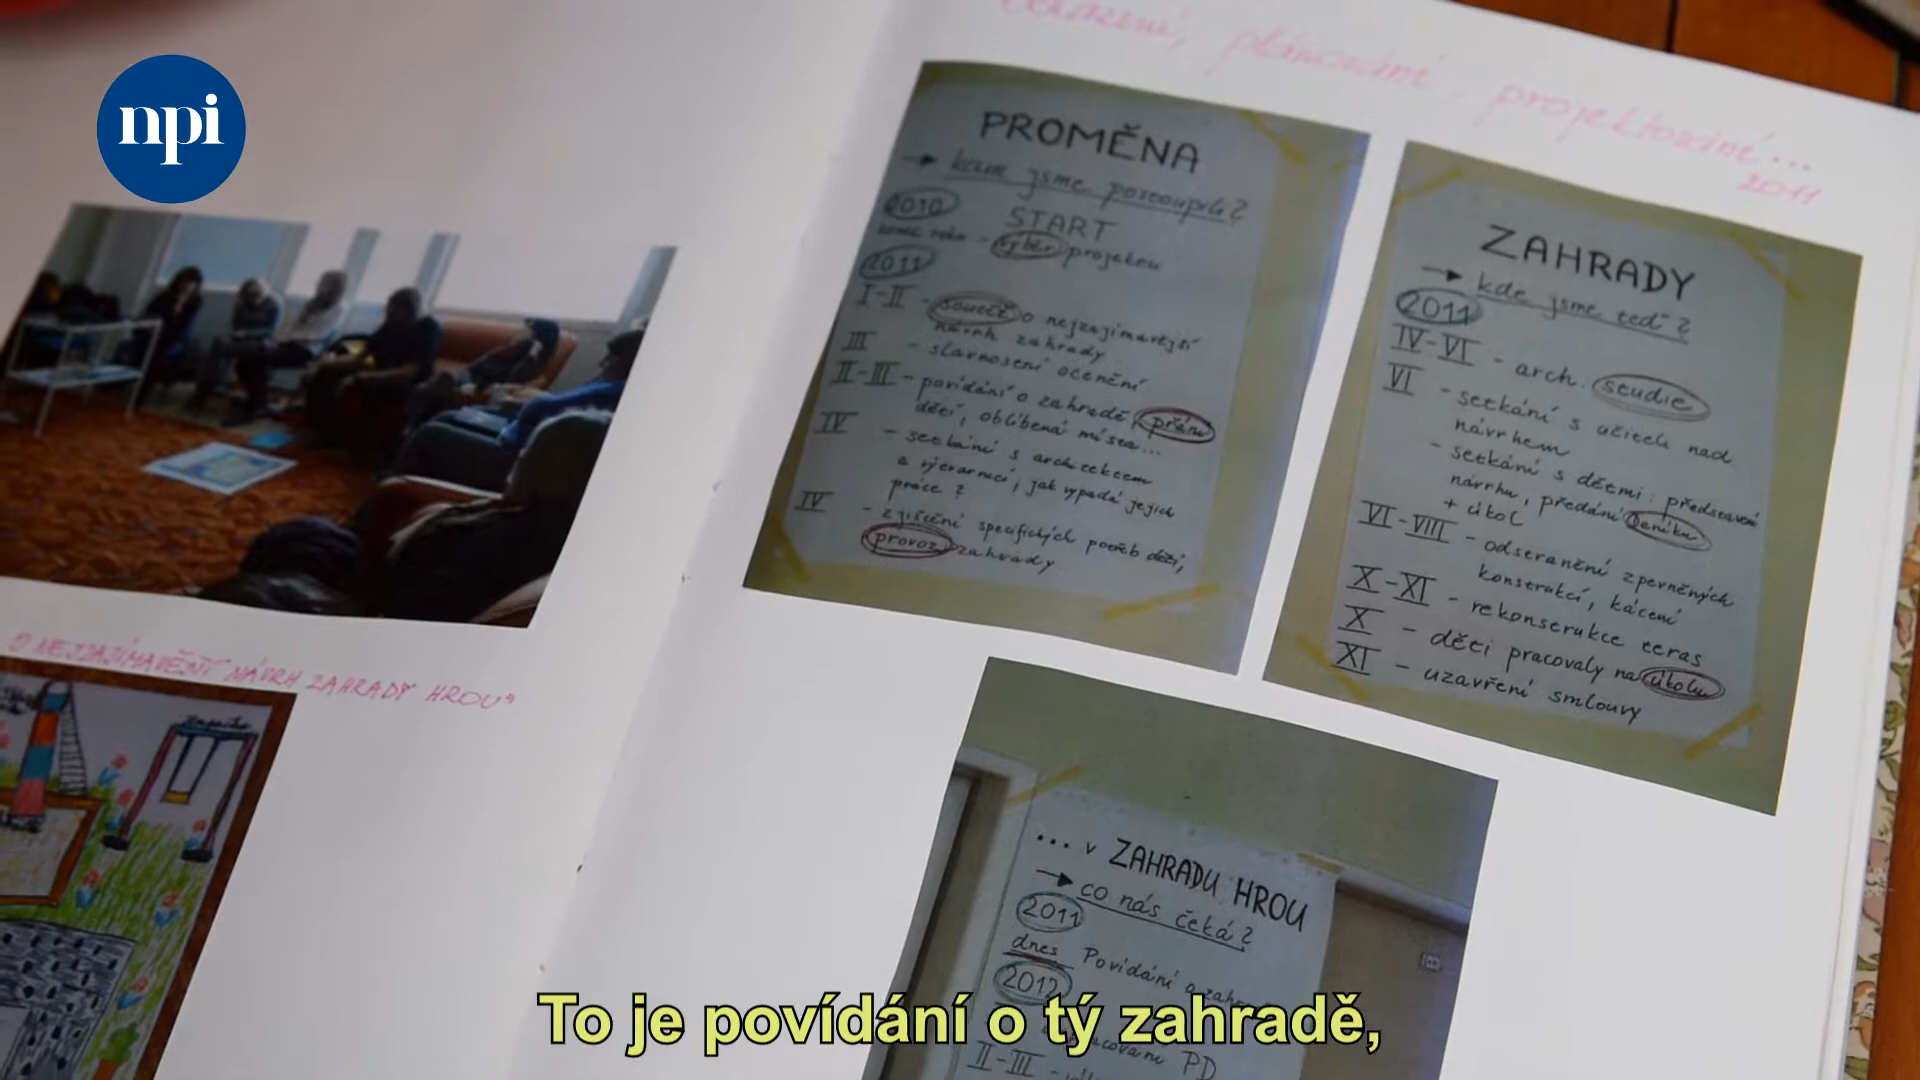 npi
plánování, projektování...
2011
PROMĚNA
→ kam jsme postoupili?
2010 START
konec roku - výběr projektu
2011
I-II - soutěž o nejzajímavější
návrh zahrady
III - slavnostní ocenění
II-III - povídání o zahradě, přání
dětí, oblíbená místa...
IV - setkání s architektem
a výtvarnicí, jak vypadá jejich
práce?
IV - zjištění specifických potřeb dětí,
provoz zahrady
ZAHRADY
→ kde jsme teď?
2011
IV-VI - arch. studie
VI - setkání s učiteli nad
návrhem
- setkání s dětmi: představení
návrhu, předání deníku
+ úkol
VI-VIII - odstranění zpevněných
konstrukcí, kácení
X-XI - rekonstrukce teras
X - děti pracovaly na úkolu
XI - uzavření smlouvy
O NEJZAJÍMAVĚJŠÍ NÁVRH ZAHRADY HROU"
... v ZAHRADU HROU
→ co nás čeká?
2011
dnes Povídání o
2012
PD
II-III -
To je povídání o tý zahradě,